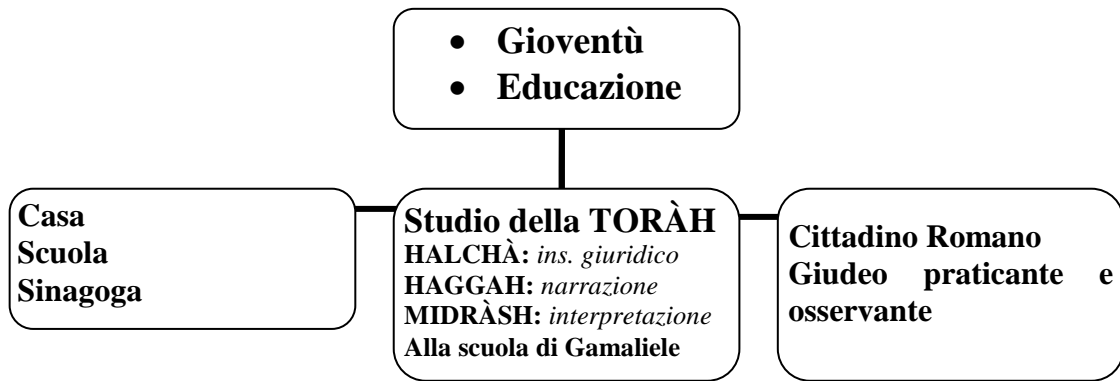 • Gioventù
• Educazione
Casa
Scuola
Sinagoga
Studio della TORÀH
HALCHÀ: ins. giuridico
HAGGAH: narrazione
MIDRÀSH: interpretazione
Alla scuola di Gamaliele
Cittadino Romano
Giudeo praticante e
osservante